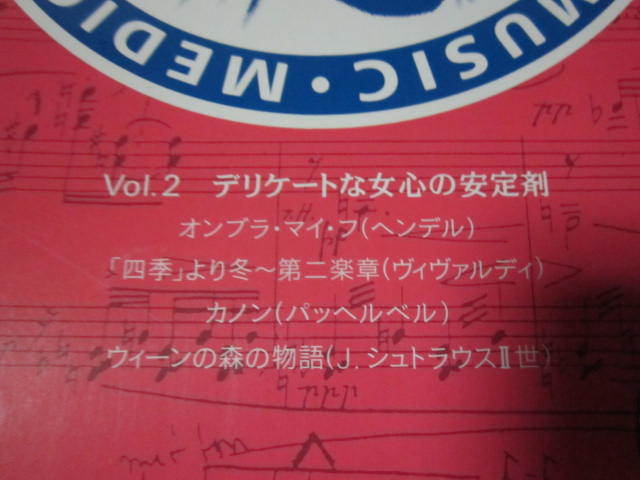 MUSIC・MEDIC
Vol.2 デリケートな女心の安定剤
オンブラ・マイ・フ(ヘンデル)
「四季」より冬〜第二楽章(ヴィヴァルディ)
カノン(パッヘルベル)
ウィーンの森の物語(J.シュトラウスⅡ世)